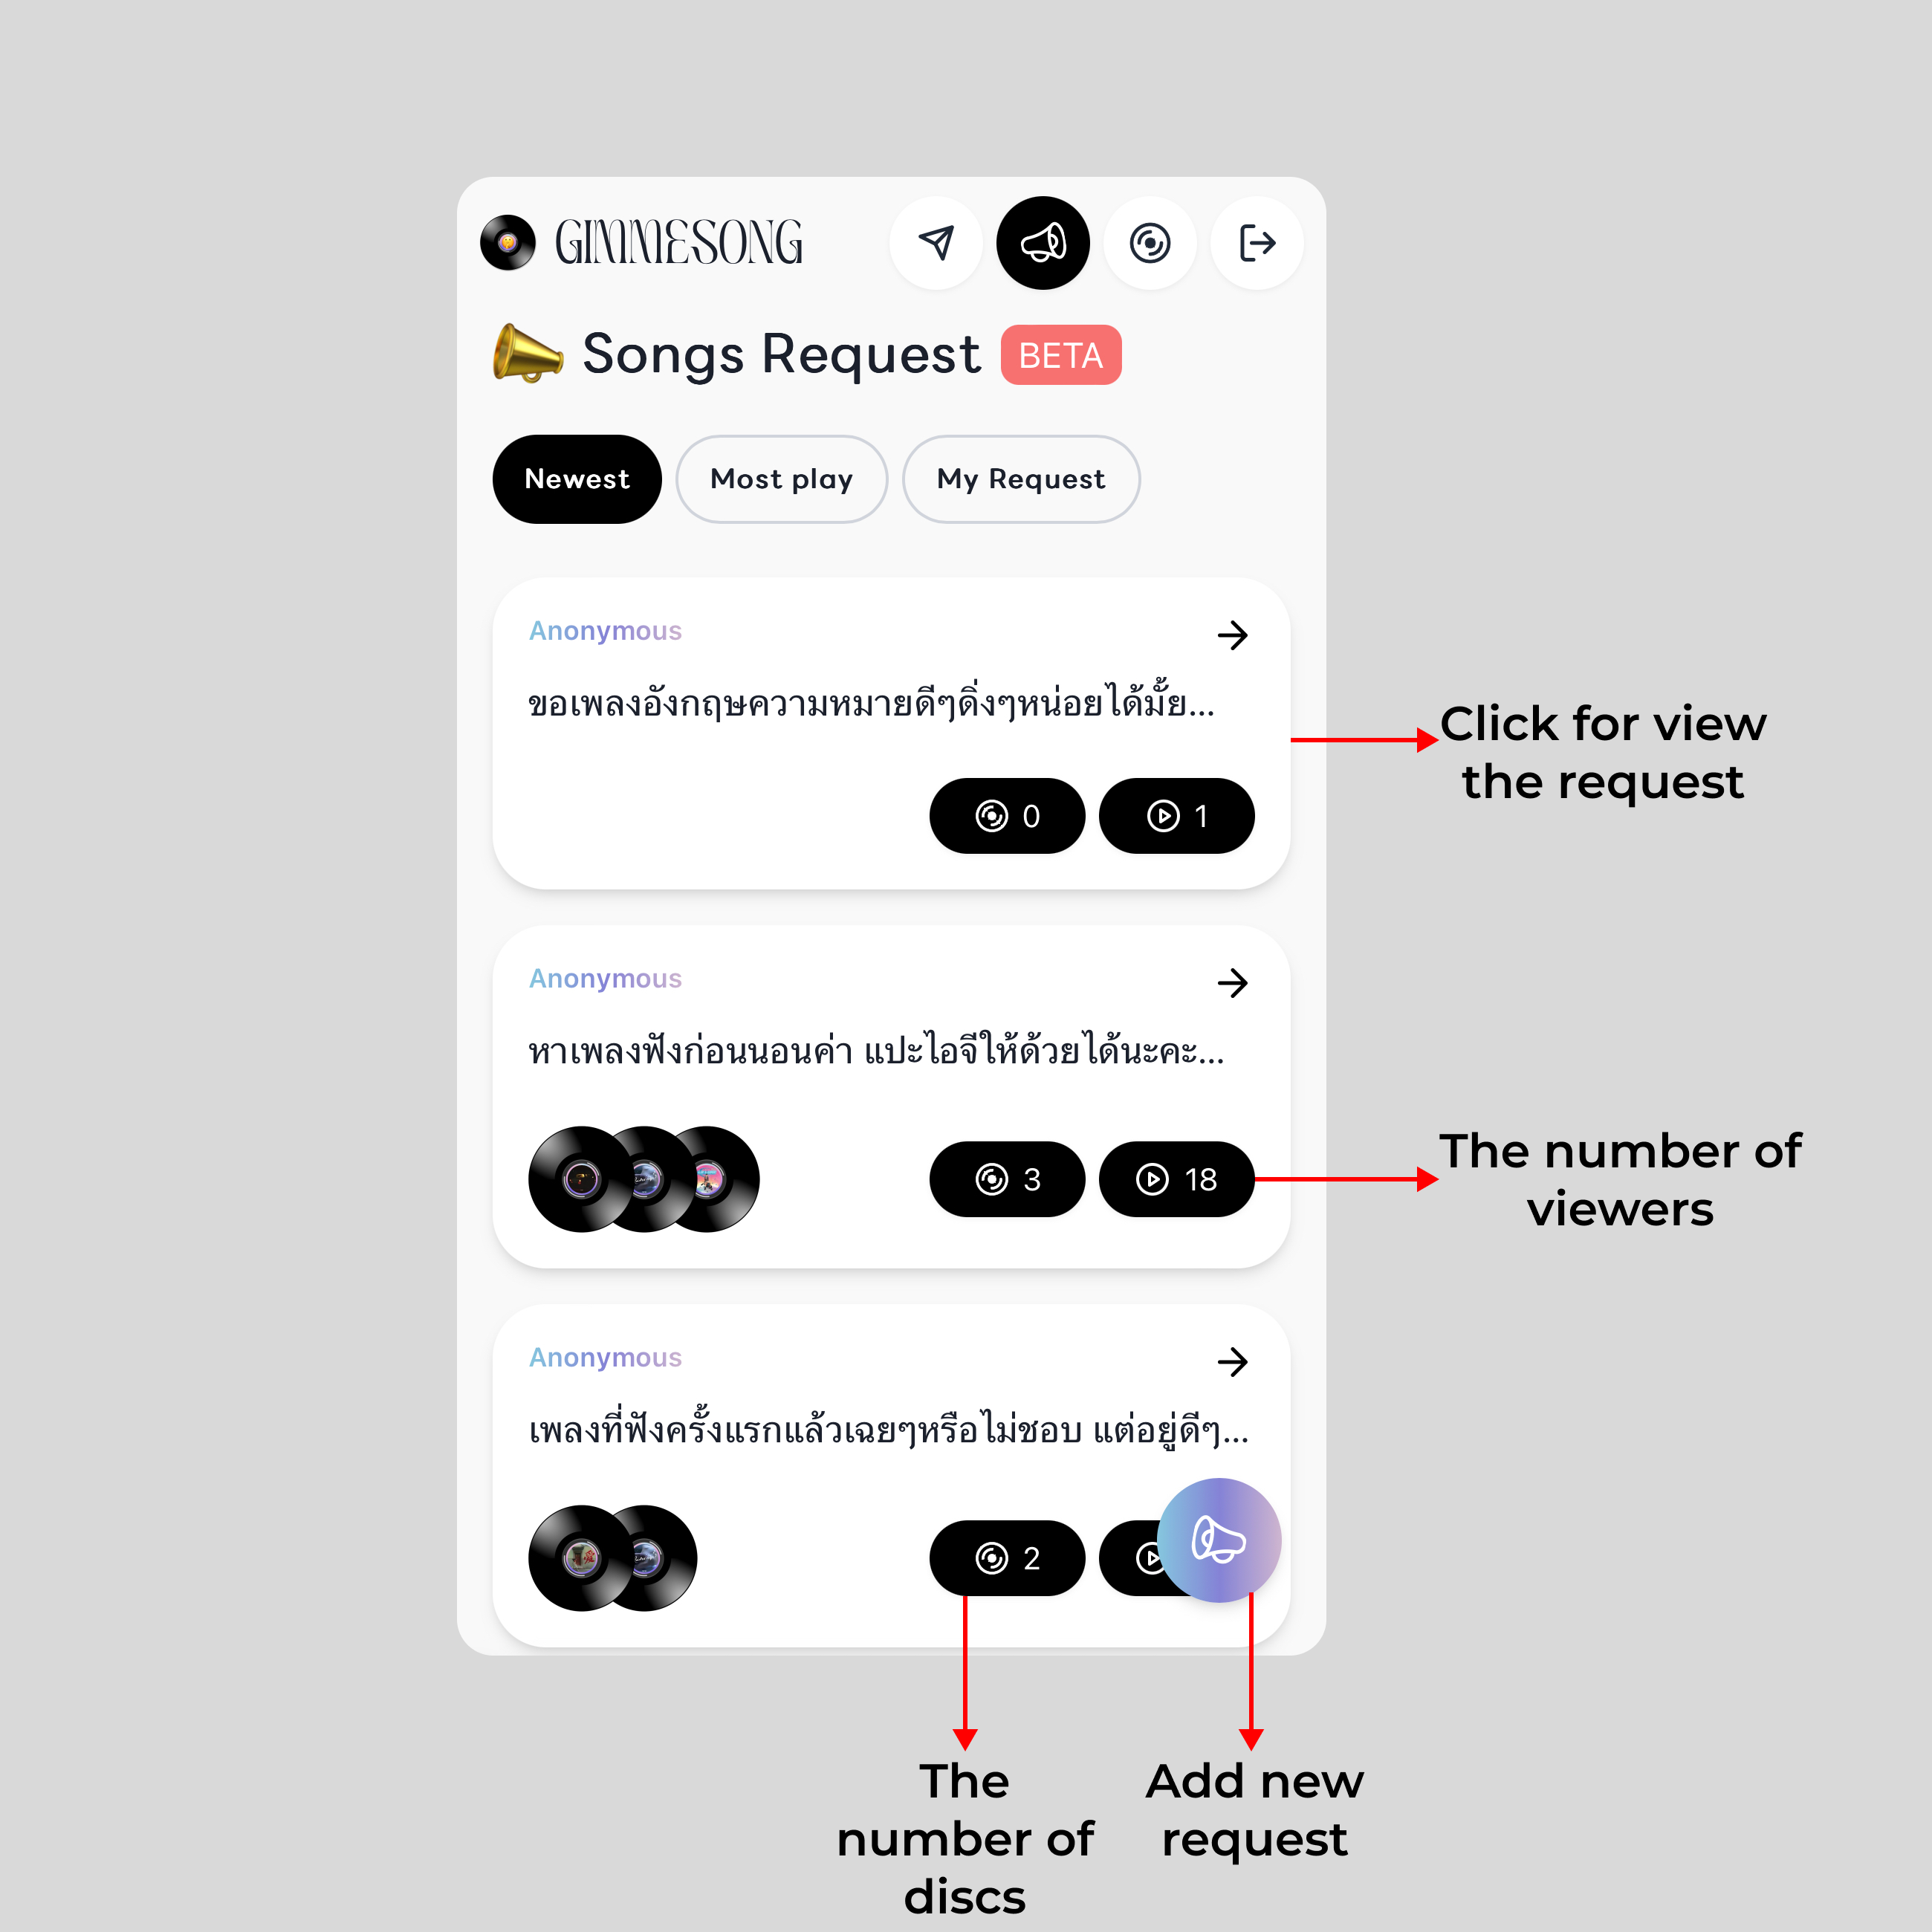 GIMMESONG
Songs Request BETA
Newest Most play My Request
Anonymous
ขอเพลงอังกฤษความหมายดีๆดิ่งๆหน่อยได้มั้ย...
0 1
Click for view
the request
Anonymous
หาเพลงฟังก่อนนอนค่า แปะไอจีให้ด้วยได้นะคะ...
3 18
The number of
viewers
Anonymous
เพลงที่ฟังครั้งแรกแล้วเฉยๆหรือไม่ชอบ แต่อยู่ดีๆ...
2
The
number of
discs
Add new
request